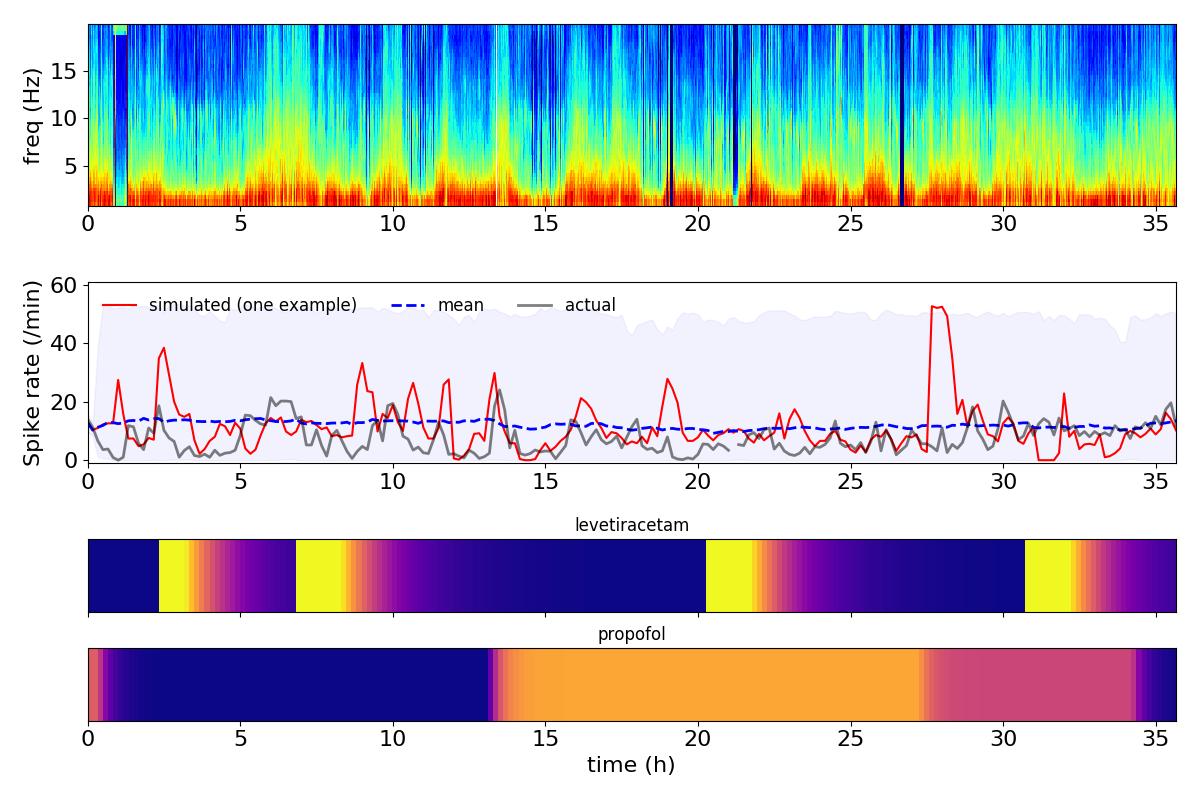 freq (Hz)
15
10
5
0 5 10 15 20 25 30 35
Spike rate (/min)
60
40
20
0
simulated (one example) mean actual
0 5 10 15 20 25 30 35
levetiracetam
propofol
0 5 10 15 20 25 30 35
time (h)